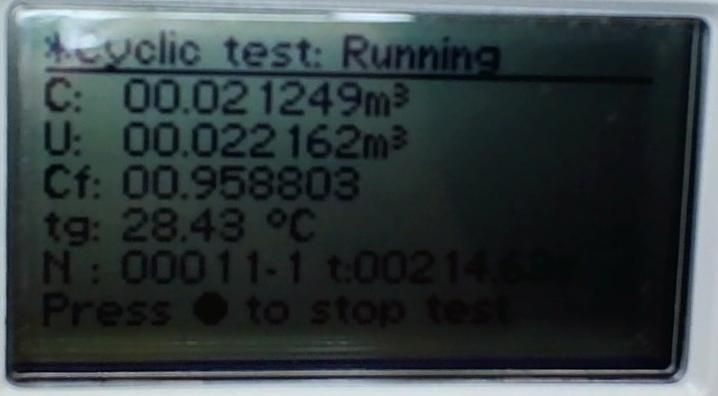 *Cyclic test: Running
C: 00.021249m³
U: 00.022162m³
Cf: 00.958803
tg: 28.43 °C
N : 00011-1
Press ● to stop test